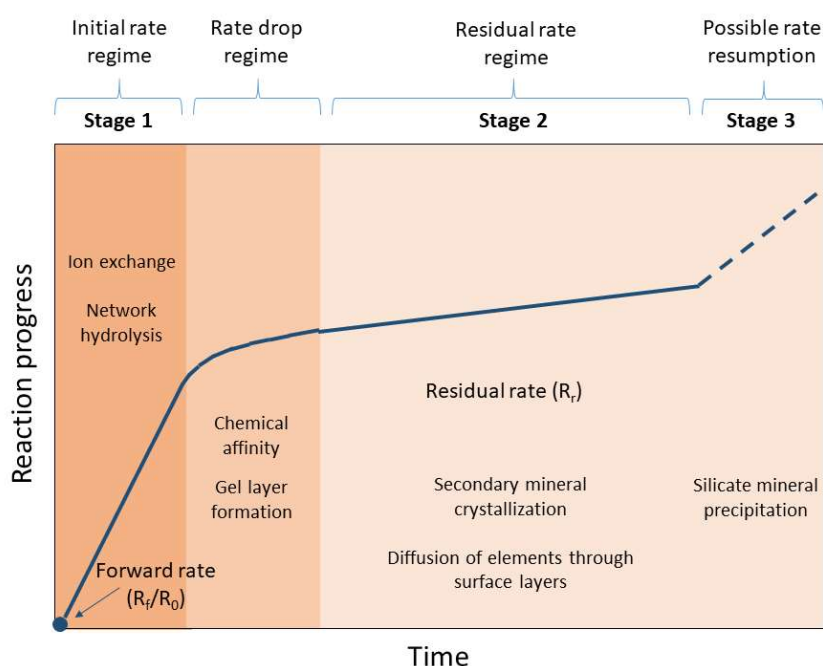 Initial rate
regime
Rate drop
regime
Residual rate
regime
Possible rate
resumption
Stage 1
Stage 2
Stage 3
Ion exchange
Network
hydrolysis
Chemical
affinity
Gel layer
formation
Residual rate (Rr)
Secondary mineral
crystallization
Diffusion of elements through
surface layers
Silicate mineral
precipitation
Forward rate
(Rf/R0)
Reaction progress
Time